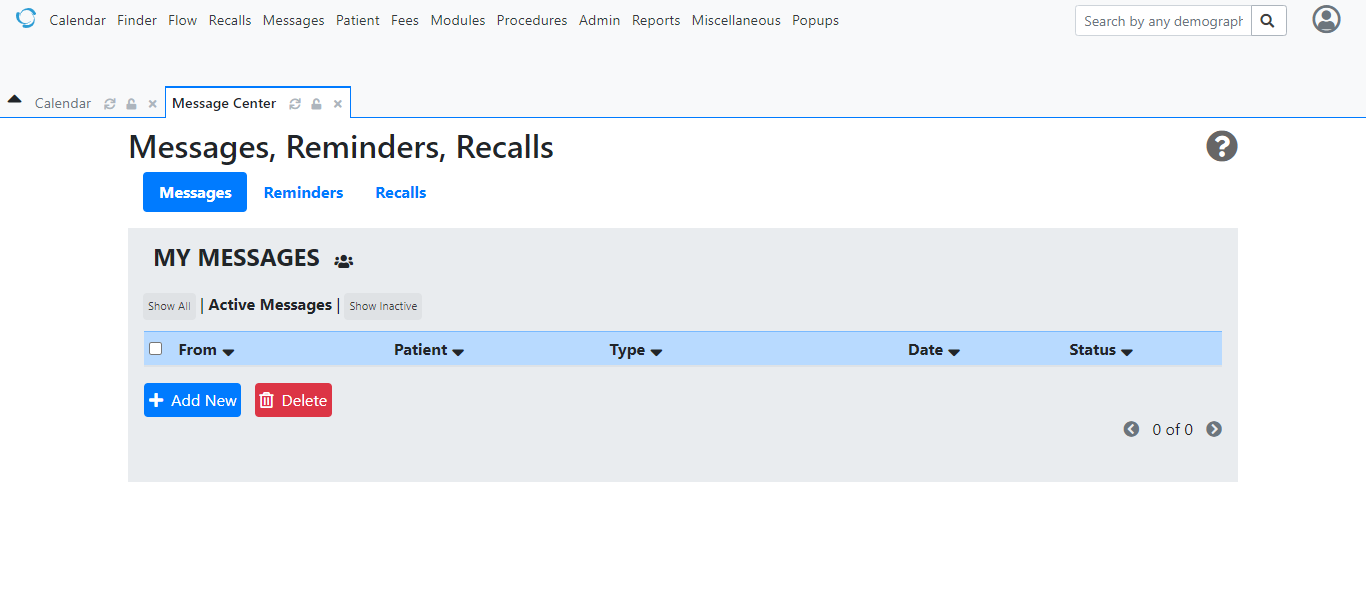 Calendar Finder Flow Recalls Messages Patient Fees Modules Procedures Admin Reports Miscellaneous Popups Search by any demograph
Calendar Message Center
Messages, Reminders, Recalls
Messages Reminders Recalls
MY MESSAGES
Show All | Active Messages | Show Inactive
From Patient Type Date Status
Add New Delete
0 of 0